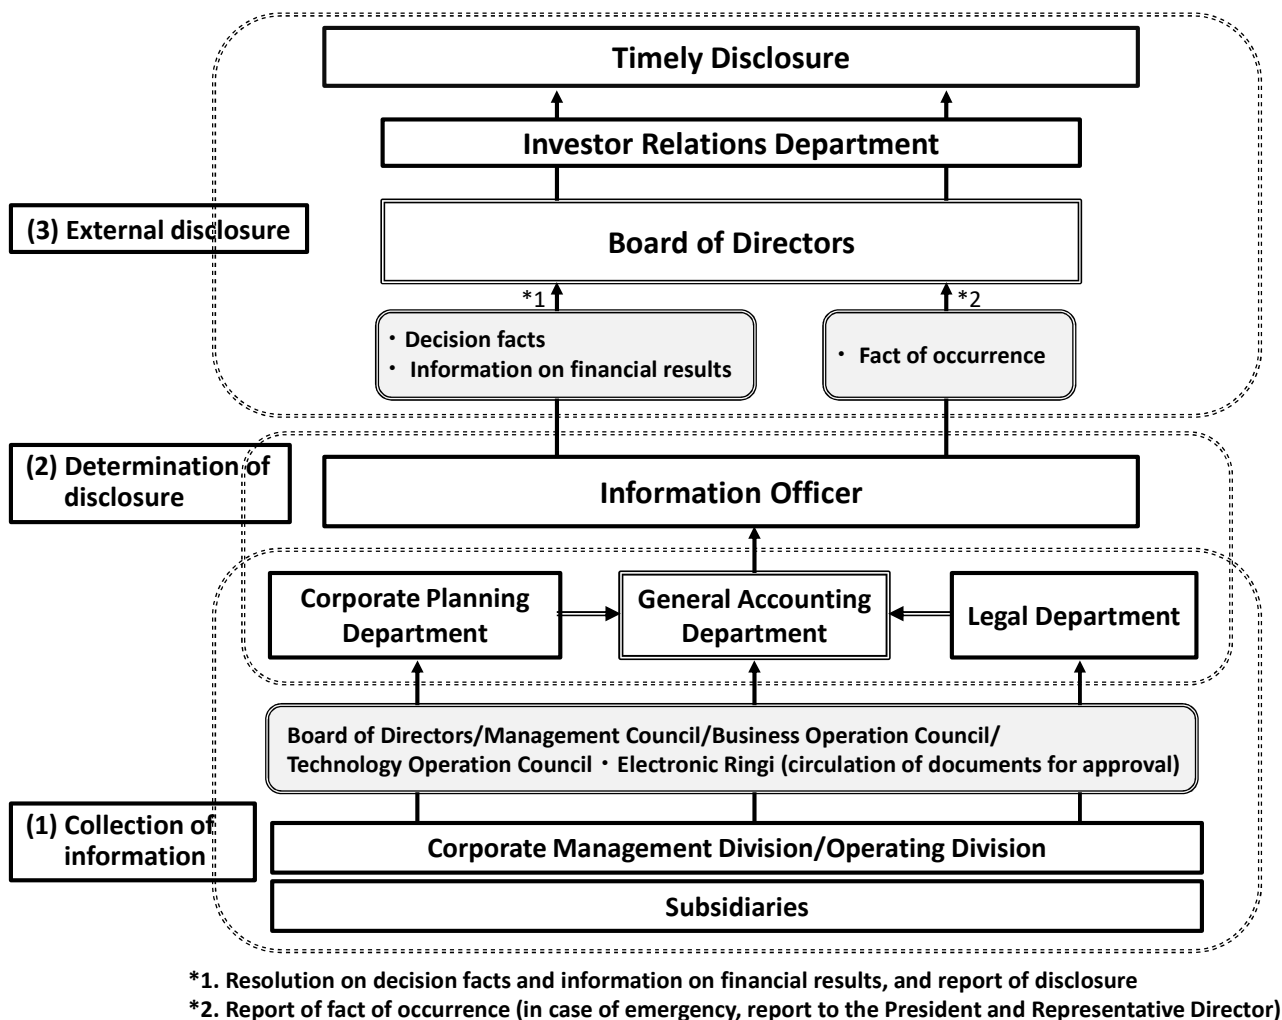 Timely Disclosure
Investor Relations Department
(3) External disclosure
Board of Directors
*1
*2
・ Decision facts
・ Information on financial results
・ Fact of occurrence
(2) Determination of
disclosure
Information Officer
Corporate Planning
Department
General Accounting
Department
Legal Department
Board of Directors/Management Council/Business Operation Council/
Technology Operation Council・Electronic Ringi (circulation of documents for approval)
(1) Collection of
information
Corporate Management Division/Operating Division
Subsidiaries
*1. Resolution on decision facts and information on financial results, and report of disclosure
*2. Report of fact of occurrence (in case of emergency, report to the President and Representative Director)